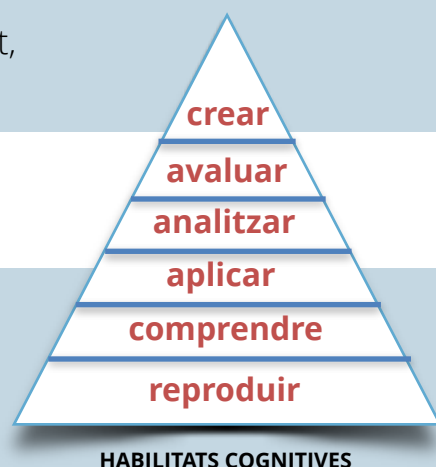 t,
crear
avaluar
analitzar
aplicar
comprendre
reproduir
HABILITATS COGNITIVES